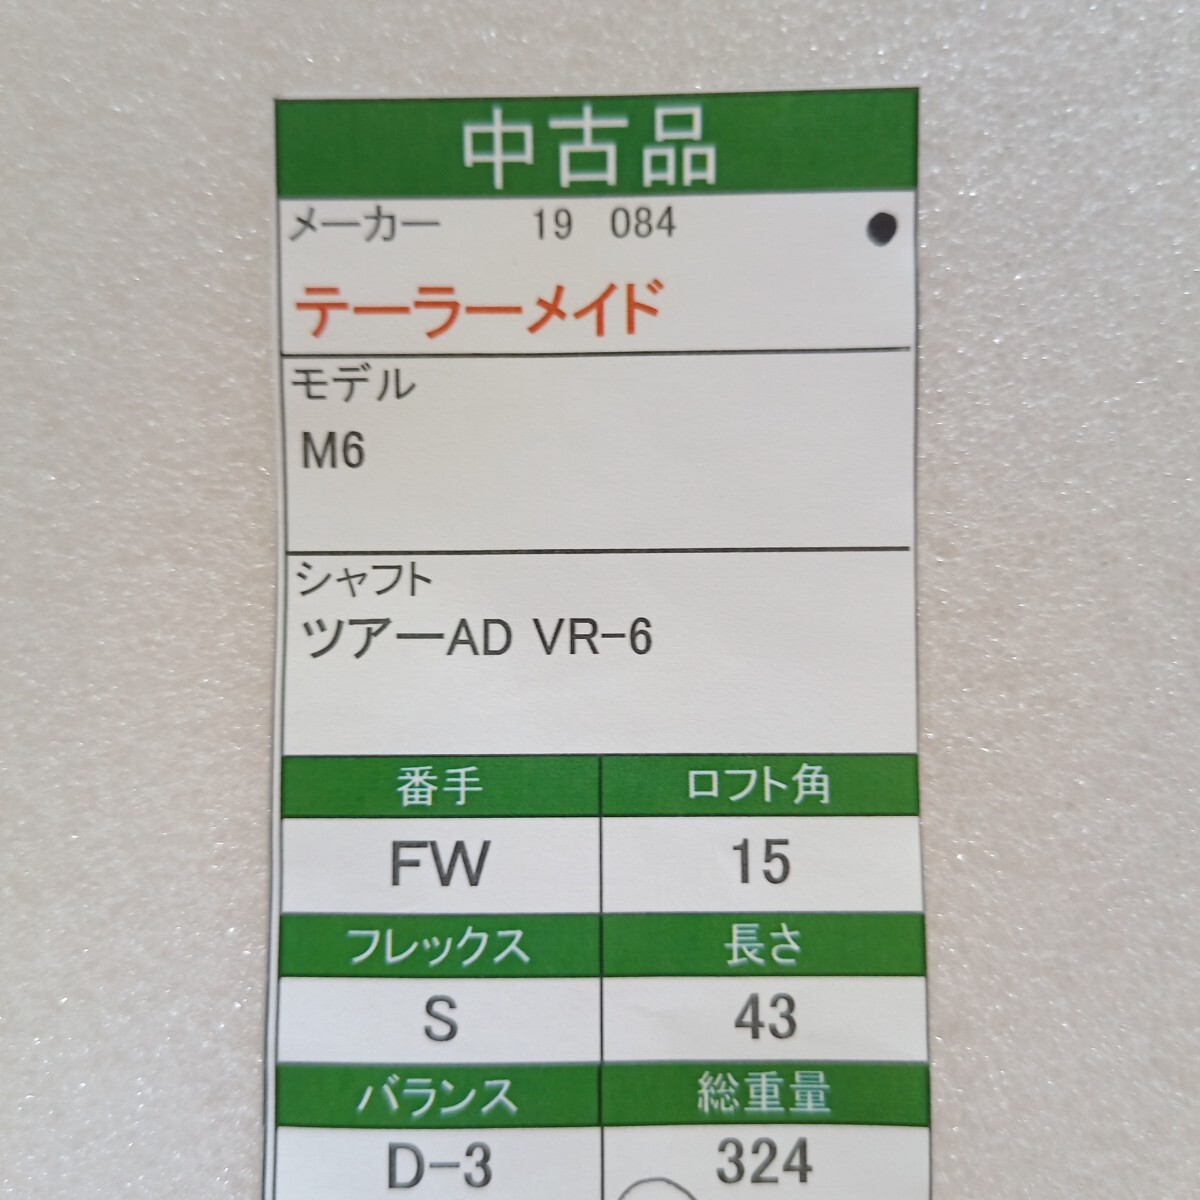 中古品
メーカー 19 084
テーラーメイド
モデル
M6
シャフト
ツアーAD VR-6
番手 ロフト角
FW 15
フレックス 長さ
S 43
バランス 総重量
D-3 324